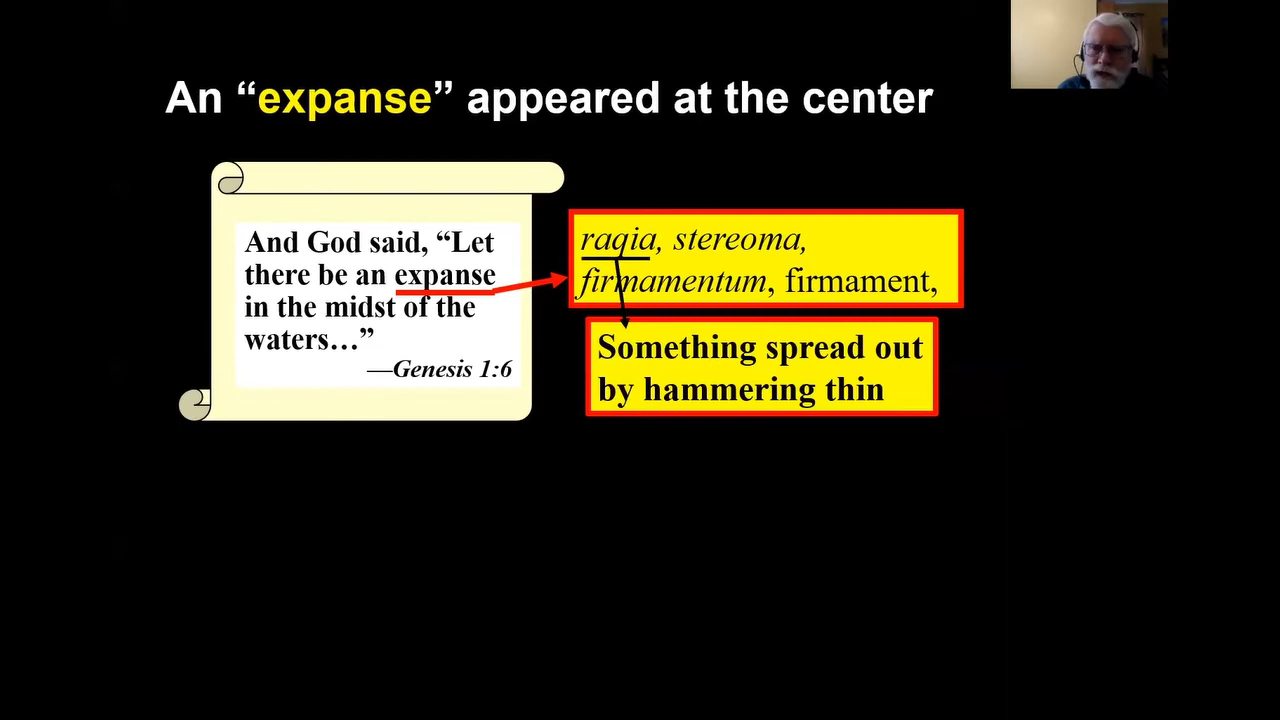 An “expanse” appeared at the center
And God said, “Let
there be an expanse
in the midst of the
waters…”
—Genesis 1:6
raqia, stereoma,
firmamentum, firmament,
Something spread out
by hammering thin